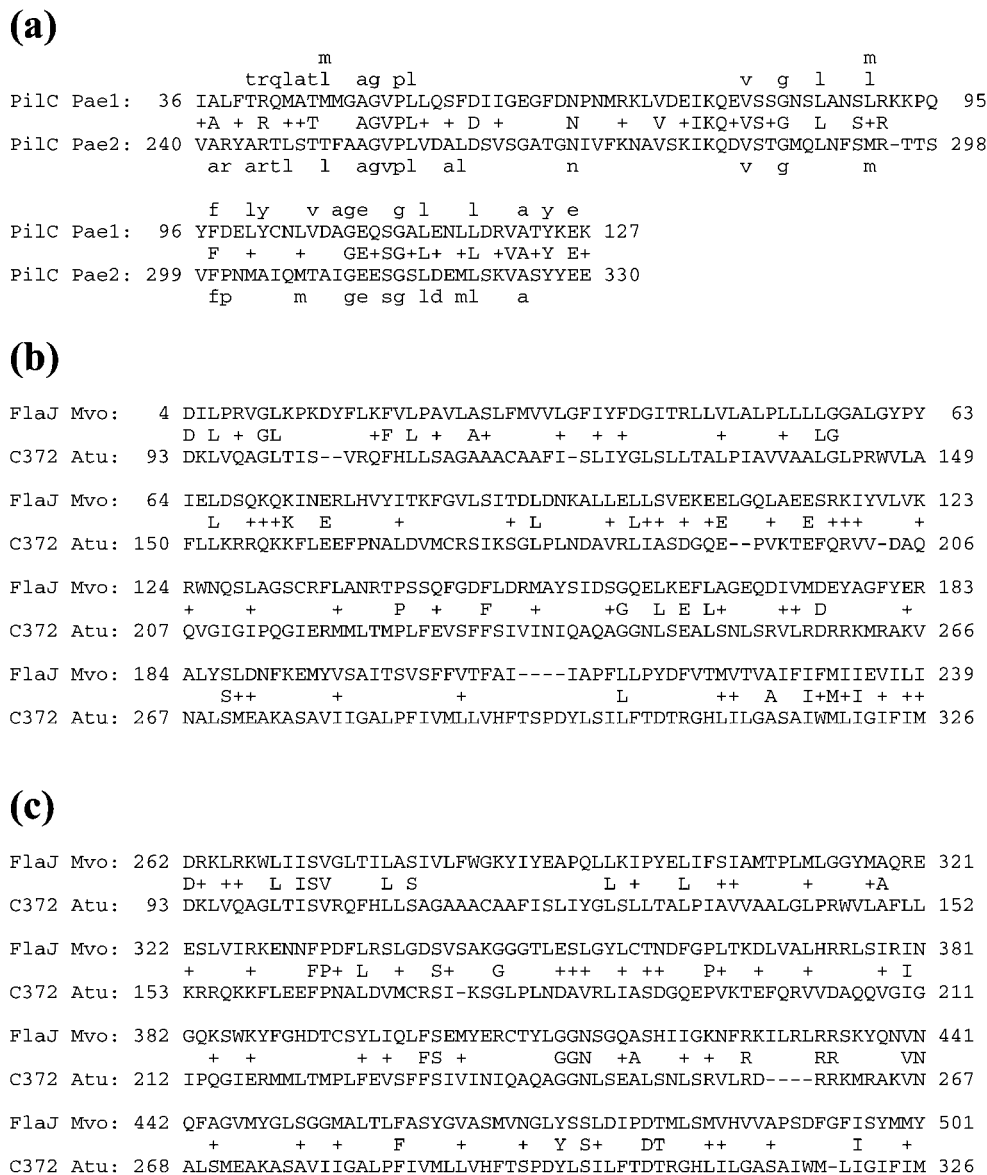 (a)
m m
trqlatl ag pl v g l l
PilC Pae1: 36 IALFTRQMATMMGAGVPLLQSFDIIGEGFDNPNMRKLVDEIKQEVSSGNSLANSLRKKPQ 95
+A + R ++T AGVPL+ + D + N + V +IKQ+VS+G L S+R
PilC Pae2: 240 VARYARTLSTTFAAGVPLVDALDSVSGATGNIVFKNAVSKIKQDVSTGMQLNFSMR-TTS 298
ar artl l agvpl al n v g m
f ly v age g l l a y e
PilC Pae1: 96 YFDELYCNLVDAGEQSGALENLLDRVATYKEK 127
F + + GE+SG+L+ +L +VA+Y E+
PilC Pae2: 299 VFPNMAIQMTAIGEESGSLDEMLSKVASYYEE 330
fp m ge sg ld ml a
(b)
FlaJ Mvo: 4 DILPRVGLKPKDYFLKFVLPAVLASLFMVVLGFIYFDGITRLLVLALPLLLLGGALGYPY 63
D L + GL +F L + A+ + + + + + LG
C372 Atu: 93 DKLVQAGLTIS--VRQFHLLSAGAAACAAFI-SLIYGLSLLTALPIAVVAALGLPRWVLA 149
FlaJ Mvo: 64 IELDSQKQKINERLHVYITKFGVLSITDLDNKALLELLSVEKEELGQLAEESRKIYVLVK 123
L +++K E + + L + L++ + +E + E +++ +
C372 Atu: 150 FLLKRRQKKFLEEFPNALDVMCRSIKSGLPLNDAVRLIASDGQE--PVKTEFQRVV-DAQ 206
FlaJ Mvo: 124 RWNQSLAGSCRFLANRTPSSQFGDFLDRMAYSIDSGQELKEFLAGEQDIVMDEYAGFYER 183
+ + + P + F + +G L E L+ ++ D +
C372 Atu: 207 QVGIGIPQGIERMMLTMPLFEVSFFSIVINIQAQAGGNLSEALSNLSRVLRDRRKMRAKV 266
FlaJ Mvo: 184 ALYSLDNFKEMYVSAITSVSFFVTFAI----IAPFLLPYDFVTMVTVAIFIFMIIEVILI 239
S++ + + L ++ A I+M+I + ++
C372 Atu: 267 NALSMEAKASAVIIGALPFIVMLLVHFTSPDYLSILFTDTRGHLILGASAIWMLIGIFIM 326
(c)
FlaJ Mvo: 262 DRKLRKWLIISVGLTILASIVLFWGKYIYEAPQLLKIPYELIFSIAMTPLMLGGYMAQRE 321
D+ ++ L ISV L S L + L ++ + +A
C372 Atu: 93 DKLVQAGLTISVRQFHLLSAGAAACAAFISLIYGLSLLTALPIAVVAALGLPRWVLAFLL 152
FlaJ Mvo: 322 ESLVIRKENNFPDFLRSLGDSVSAKGGGTLESLGYLCTNDFGPLTKDLVALHRRLSIRIN 381
+ + FP+ L + S+ G +++ + ++ P+ + + + I
C372 Atu: 153 KRRQKKFLEEFPNALDVMCRSI-KSGLPLNDAVRLIASDGQEPVKTEFQRVVDAQQVGIG 211
FlaJ Mvo: 382 GQKSWKYFGHDTCSYLIQLFSEMYERCTYLGGNSGQASHIIGKNFRKILRLRRSKYQNVN 441
+ + + + FS + GGN +A + + R RR VN
C372 Atu: 212 IPQGIERMMLTMPLFEVSFFSIVINIQAQAGGNLSEALSNLSRVLRD----RRKMRAKVN 267
FlaJ Mvo: 442 QFAGVMYGLSGGMALTLFASYGVASMVNGLYSSLDIPDTMLSMVHVVAPSDFGFISYMMY 501
+ + + F + + Y S+ DT ++ + I +
C372 Atu: 268 ALSMEAKASAVIIGALPFIVMLLVHFTSPDYLSILFTDTRGHLILGASAIWM-LIGIFIM 326